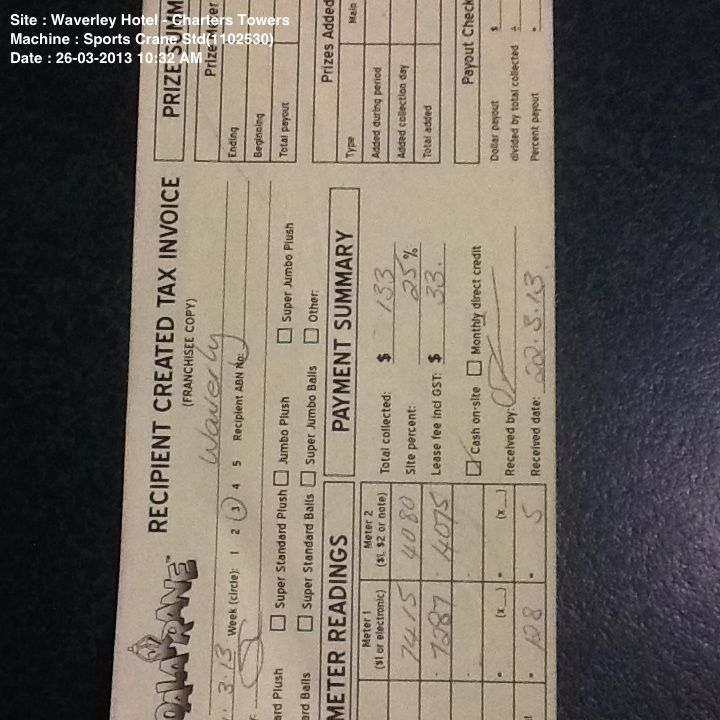 Site : Waverley Hotel - Charters Towers
Machine : Sports Crane Std(1102530)
Date : 26-03-2013 10:32 AM
RECIPIENT CREATED TAX INVOICE
(FRANCHISEE COPY)
Waverly
3.13 Week (circle): 1 2 3 4 5 Recipient ABN No:
Super Standard Plush Jumbo Plush Super Jumbo Plush
Super Standard Balls Super Jumbo Balls Other:
METER READINGS
Meter 1 Meter 2
($1 or electronic) ($1, $2 or note)
7415 4080
7287 4075
(x__) (x__)
128 5
PAYMENT SUMMARY
Total collected: $ 133
Site percent: 25%
Lease fee incl GST: $ 33.
Cash on-site Monthly direct credit
Received by:
Received date: 22.3.13.
Ending
Beginning
Total payout
Prizes Added
Type Main
Added during period
Added collection day
Total added
Payout Check
Dollar payout $
divided by total collected ÷
Percent payout